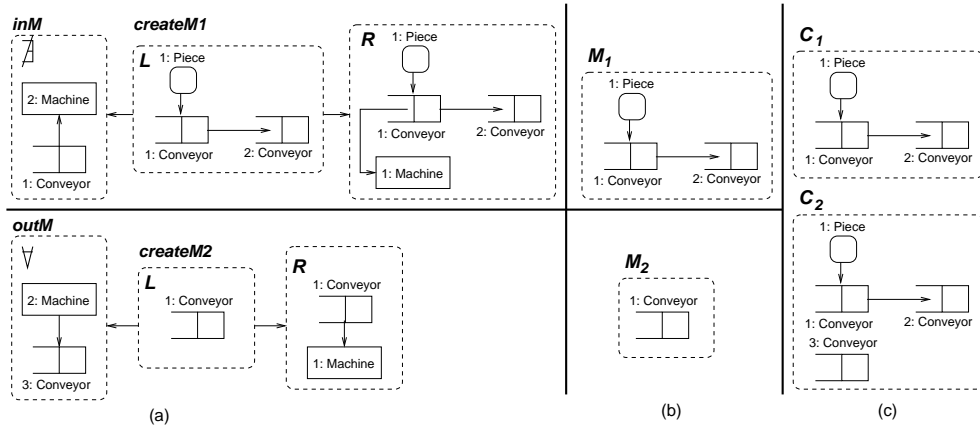 inM
createM1
∄
2: Machine
1: Conveyor
L
1: Piece
1: Conveyor
2: Conveyor
R
1: Piece
1: Conveyor
2: Conveyor
1: Machine
M1
1: Piece
1: Conveyor
2: Conveyor
C1
1: Piece
1: Conveyor
2: Conveyor
outM
∀
2: Machine
3: Conveyor
createM2
L
1: Conveyor
R
1: Conveyor
1: Machine
M2
1: Conveyor
C2
1: Piece
1: Conveyor
2: Conveyor
3: Conveyor
(a)
(b)
(c)